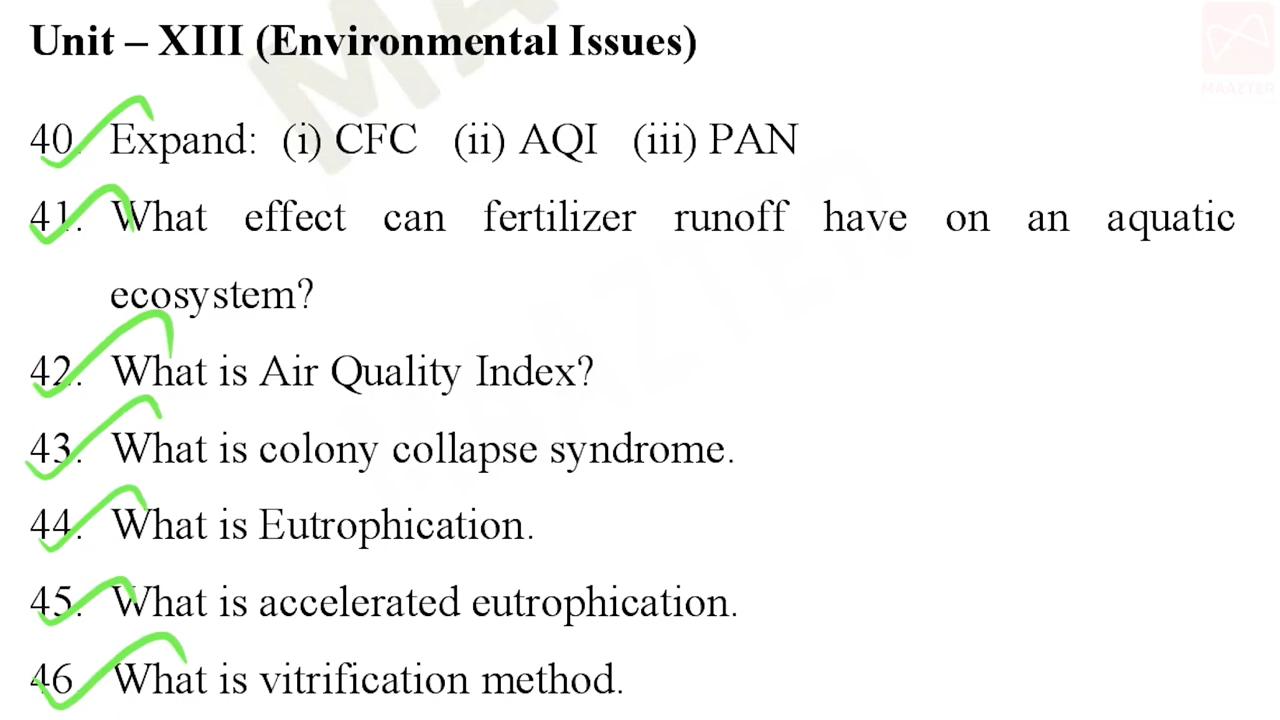 MAAZTER
Unit – XIII (Environmental Issues)
40. Expand: (i) CFC (ii) AQI (iii) PAN
41. What effect can fertilizer runoff have on an aquatic
ecosystem?
42. What is Air Quality Index?
43. What is colony collapse syndrome.
44. What is Eutrophication.
45. What is accelerated eutrophication.
46 What is vitrification method.
MAAZTER